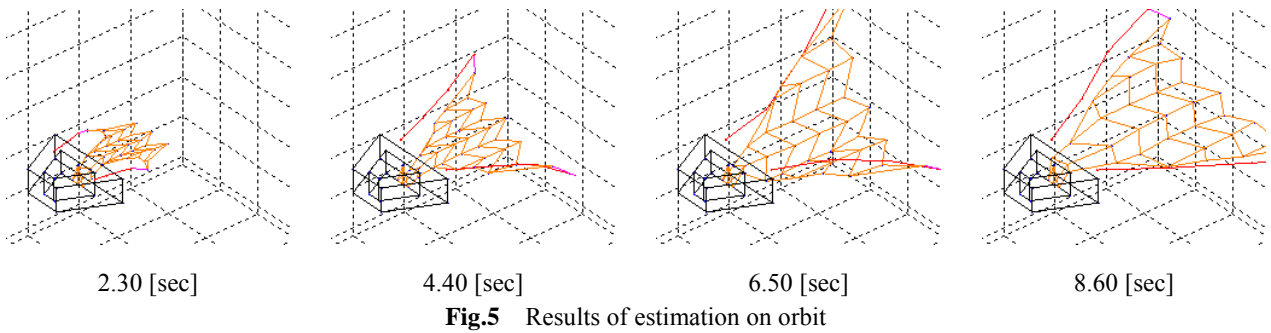 2.30 [sec] 4.40 [sec] 6.50 [sec] 8.60 [sec]
Fig.5 Results of estimation on orbit